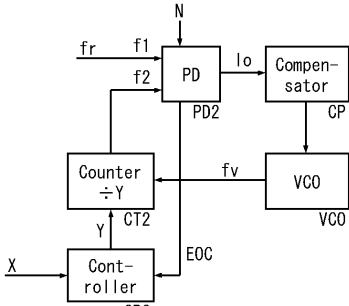 N
fr
f1
f2
PD
PD2
Io
Compen-
sator
CP
Counter
÷Y
CT2
fv
VCO
VCO
Y
EOC
X
Cont-
roller